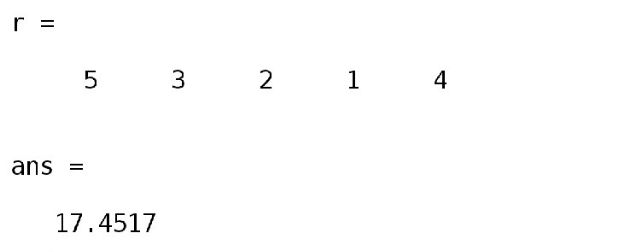 r =
5 3 2 1 4
ans =
17.4517